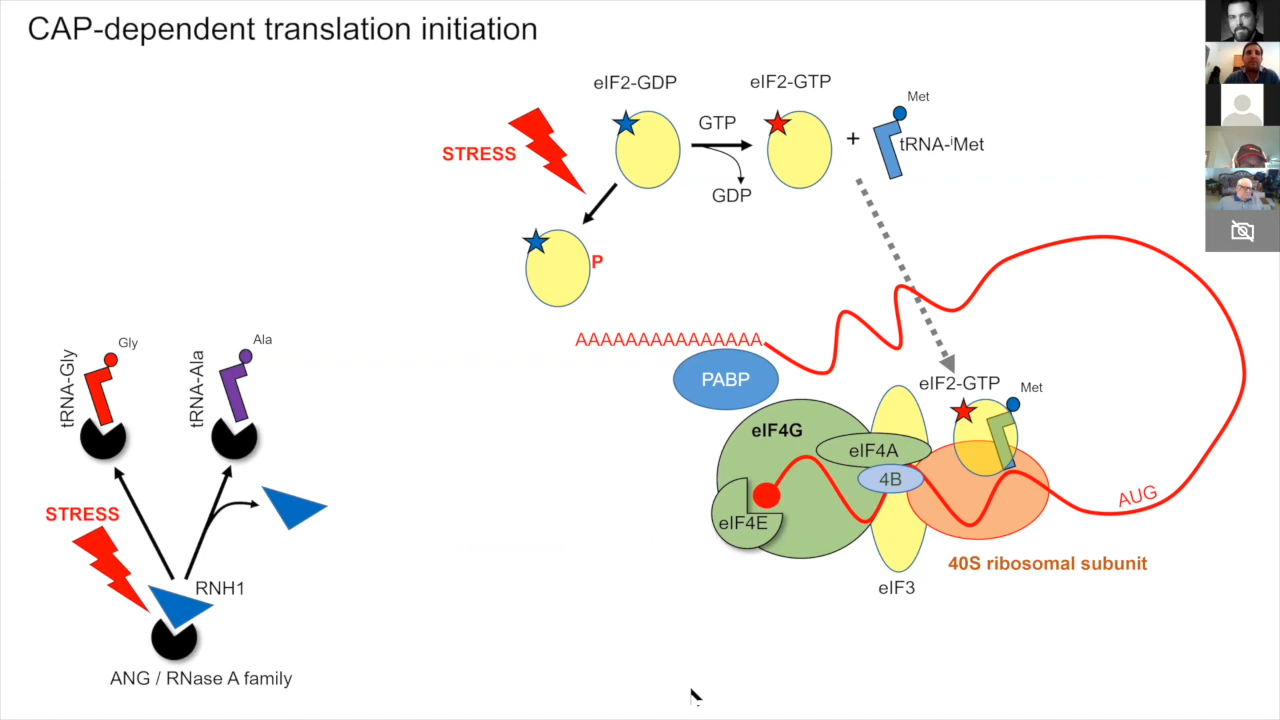 CAP-dependent translation initiation
eIF2-GDP
eIF2-GTP
GTP
GDP
+
Met
tRNA-ⁱMet
STRESS
P
AAAAAAAAAAAAAAA
PABP
eIF4G
eIF4A
4B
eIF4E
eIF3
eIF2-GTP
Met
AUG
40S ribosomal subunit
tRNA-Gly
Gly
tRNA-Ala
Ala
STRESS
RNH1
ANG / RNase A family